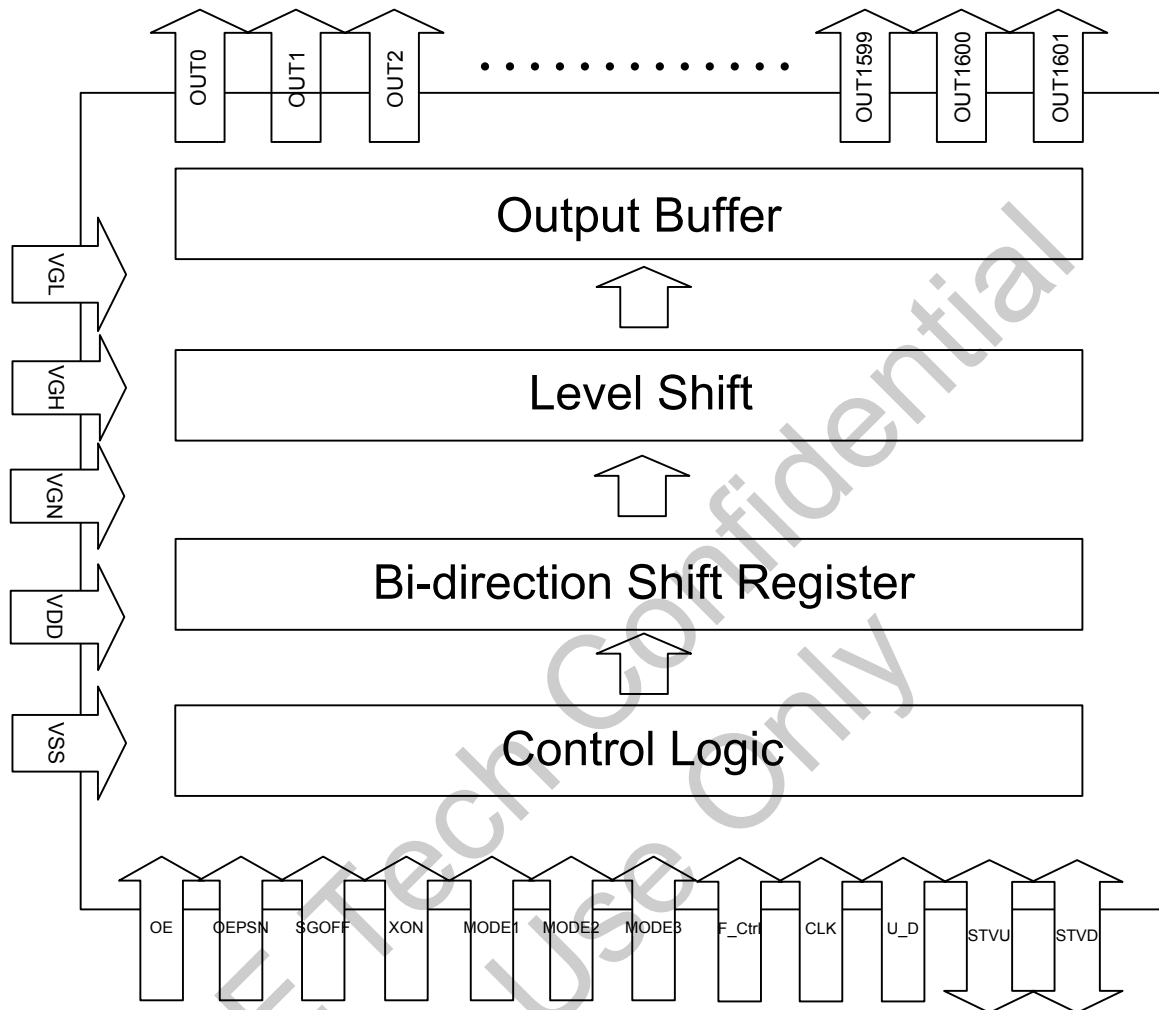 OUT0
OUT1
OUT2
OUT1599
OUT1600
OUT1601
Output Buffer
VGL
Level Shift
VGH
VGN
Bi-direction Shift Register
VDD
Control Logic
VSS
OE
OEPSN
SGOFF
XON
MODE1
MODE2
MODE3
F_Ctrl
CLK
U_D
STVU
STVD
E Tech Confidential
Use Only